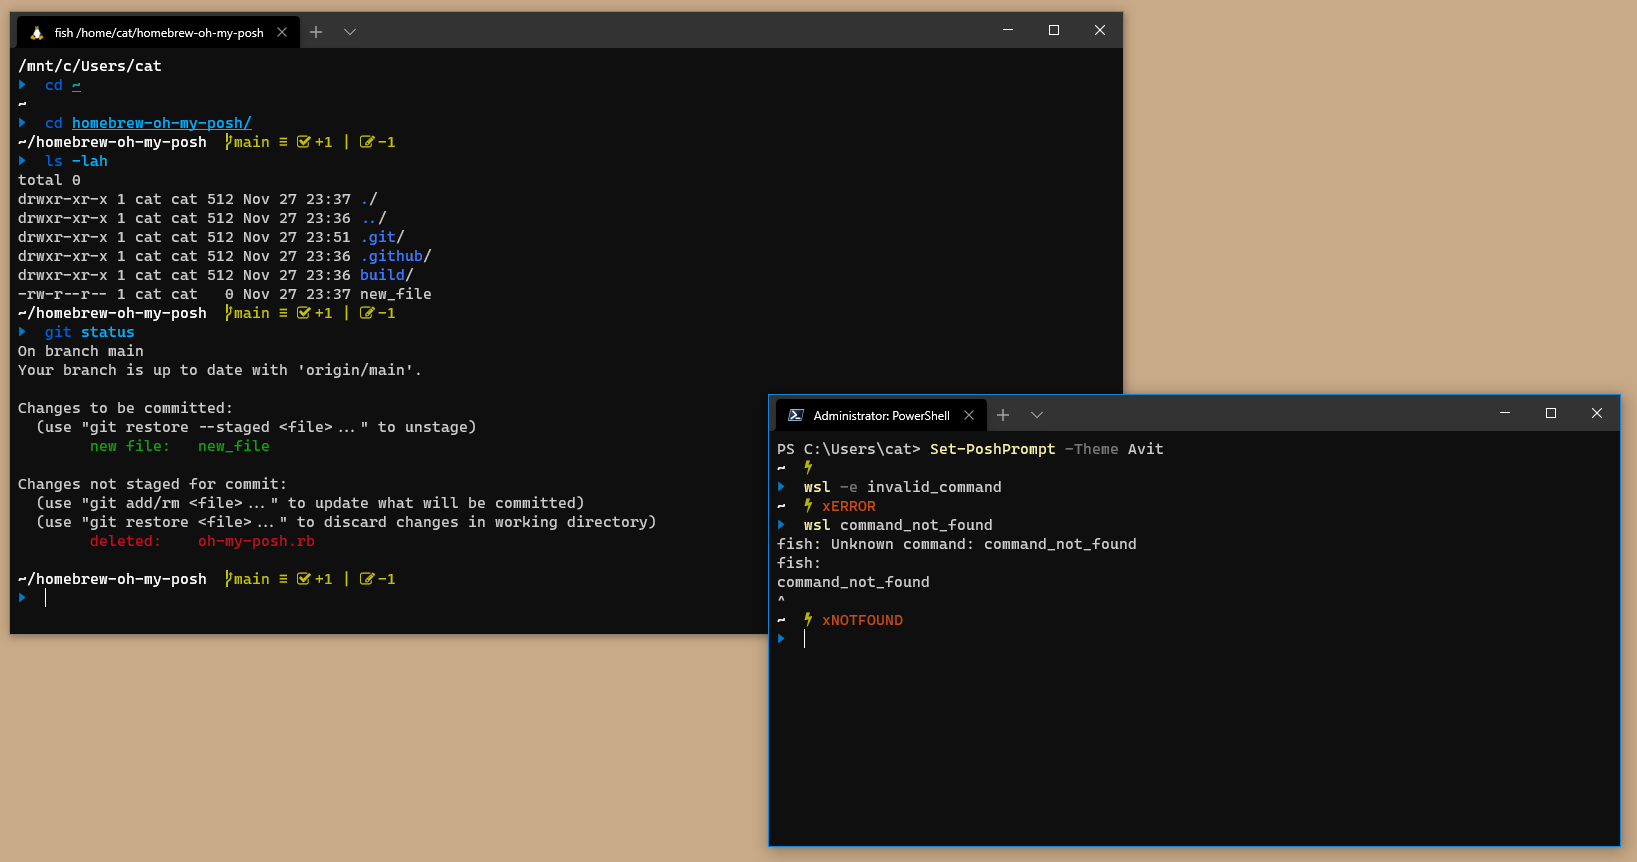 fish /home/cat/homebrew-oh-my-posh
/mnt/c/Users/cat
cd ~
~
cd homebrew-oh-my-posh/
~/homebrew-oh-my-posh main ≡ +1 | -1
ls -lah
total 0
drwxr-xr-x 1 cat cat 512 Nov 27 23:37 ./
drwxr-xr-x 1 cat cat 512 Nov 27 23:36 ../
drwxr-xr-x 1 cat cat 512 Nov 27 23:51 .git/
drwxr-xr-x 1 cat cat 512 Nov 27 23:36 .github/
drwxr-xr-x 1 cat cat 512 Nov 27 23:36 build/
-rw-r--r-- 1 cat cat   0 Nov 27 23:37 new_file
~/homebrew-oh-my-posh main ≡ +1 | -1
git status
On branch main
Your branch is up to date with 'origin/main'.
Changes to be committed:
(use "git restore --staged <file>..." to unstage)
new file:   new_file
Changes not staged for commit:
(use "git add/rm <file>..." to update what will be committed)
(use "git restore <file>..." to discard changes in working directory)
deleted:    oh-my-posh.rb
~/homebrew-oh-my-posh main ≡ +1 | -1
Administrator: PowerShell
PS C:\Users\cat> Set-PoshPrompt -Theme Avit
~
wsl -e invalid_command
~ xERROR
wsl command_not_found
fish: Unknown command: command_not_found
fish:
command_not_found
^
~ xNOTFOUND